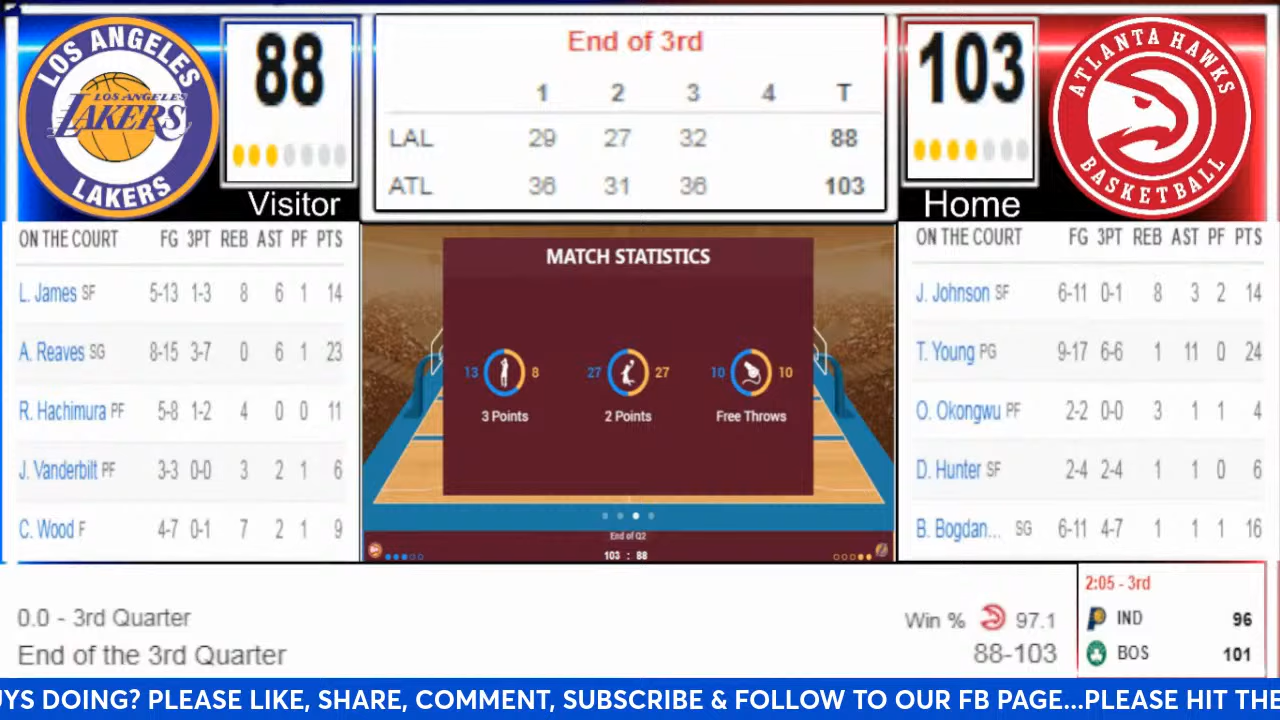 LOS ANGELES
LOS ANGELES
LAKERS
LAKERS
88
Visitor
End of 3rd
1 2 3 4 T
LAL 29 27 32 88
ATL 36 31 36 103
103
Home
ATLANTA HAWKS
BASKETBALL
ON THE COURT FG 3PT REB AST PF PTS
L. James SF 5-13 1-3 8 6 1 14
A. Reaves SG 8-15 3-7 0 6 1 23
R. Hachimura PF 5-8 1-2 4 0 0 11
J. Vanderbilt PF 3-3 0-0 3 2 1 6
C. Wood F 4-7 0-1 7 2 1 9
MATCH STATISTICS
13 8 27 27 10 10
3 Points 2 Points Free Throws
End of Q2
103 : 88
ON THE COURT FG 3PT REB AST PF PTS
J. Johnson SF 6-11 0-1 8 3 2 14
T. Young PG 9-17 6-6 1 11 0 24
O. Okongwu PF 2-2 0-0 3 1 1 4
D. Hunter SF 2-4 2-4 1 1 0 6
B. Bogdan... SG 6-11 4-7 1 1 1 16
0.0 - 3rd Quarter
End of the 3rd Quarter
Win % 97.1
88-103
2:05 - 3rd
IND 96
BOS 101
UYS DOING? PLEASE LIKE, SHARE, COMMENT, SUBSCRIBE & FOLLOW TO OUR FB PAGE...PLEASE HIT THE